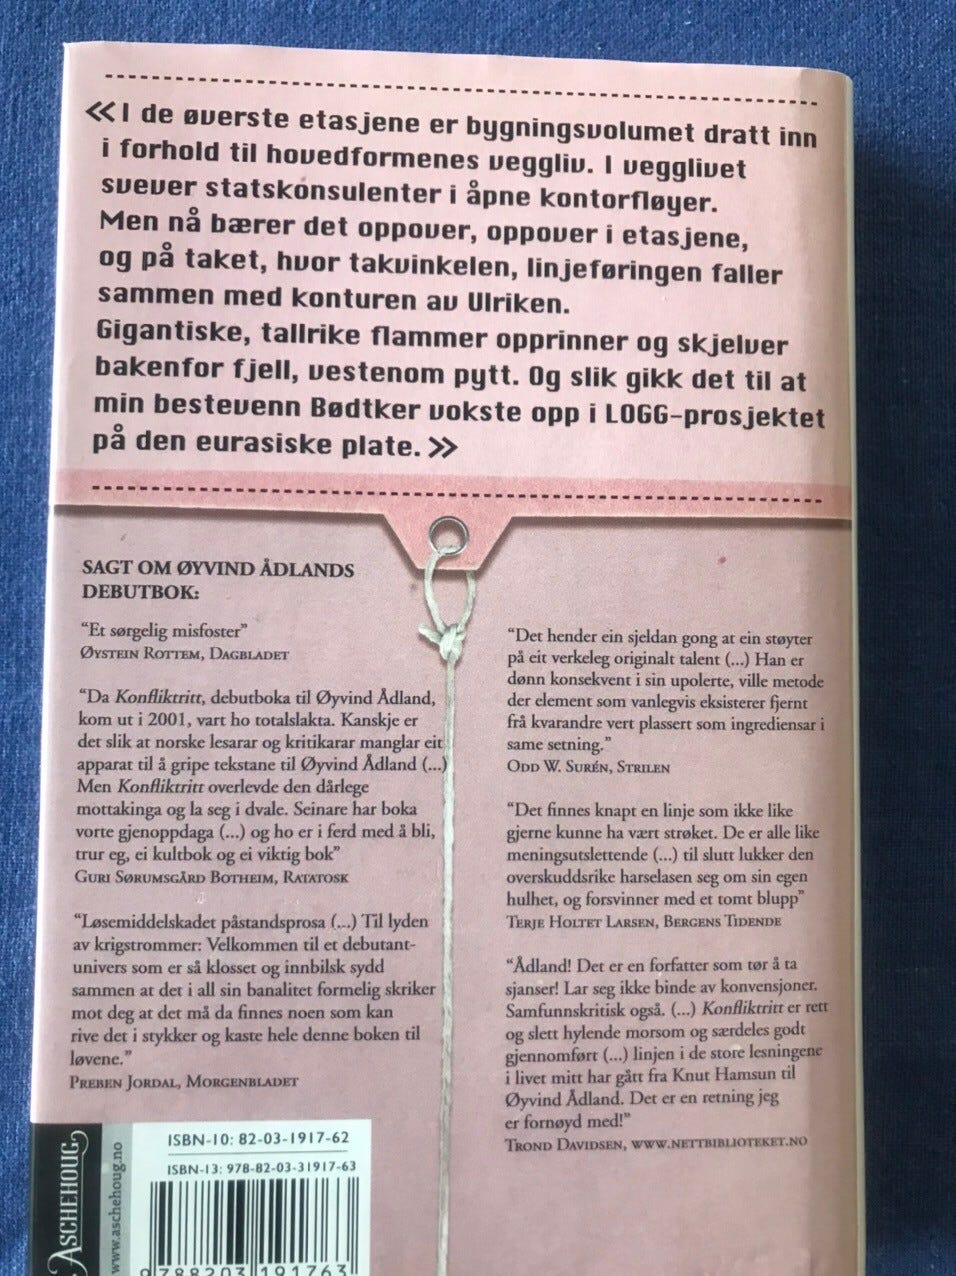 «I de øverste etasjene er bygningsvolumet dratt inn
i forhold til hovedformenes veggliv. I vegglivet
svever statskonsulenter i åpne kontorfløyer.
Men nå bærer det oppover, oppover i etasjene,
og på taket, hvor takvinkelen, linjeføringen faller
sammen med konturen av Ulriken.
Gigantiske, tallrike flammer opprinner og skjelver
bakenfor fjell, vestenom pytt. Og slik gikk det til at
min bestevenn Bødtker vokste opp i LOGG-prosjektet
på den eurasiske plate.»
SAGT OM ØYVIND ÅDLANDS
DEBUTBOK:
"Et sørgelig misfoster"
ØYSTEIN ROTTEM, DAGBLADET
"Da Konfliktritt, debutboka til Øyvind Ådland,
kom ut i 2001, vart ho totalslakta. Kanskje er
det slik at norske lesarar og kritikarar manglar eit
apparat til å gripe tekstane til Øyvind Ådland (...)
Men Konfliktritt overlevde den dårlege
mottakinga og la seg i dvale. Seinare har boka
vorte gjenoppdaga (...) og ho er i ferd med å bli,
trur eg, ei kultbok og ei viktig bok"
GURI SØRUMSGÅRD BOTHEIM, RATATOSK
"Løsemiddelskadet påstandsprosa (...) Til lyden
av krigstrommer: Velkommen til et debutant-
univers som er så klosset og innbilsk sydd
sammen at det i all sin banalitet formelig skriker
mot deg at det må da finnes noen som kan
rive det i stykker og kaste hele denne boken til
løvene."
PREBEN JORDAL, MORGENBLADET
"Det hender ein sjeldan gong at ein støyter
på eit verkeleg originalt talent (...) Han er
dønn konsekvent i sin upolerte, ville metode
der element som vanlegvis eksisterer fjernt
frå kvarandre vert plassert som ingrediensar i
same setning."
ODD W. SURÉN, STRILEN
"Det finnes knapt en linje som ikke like
gjerne kunne ha vært strøket. De er alle like
meningsutslettende (...) til slutt lukker den
overskuddsrike harselasen seg om sin egen
hulhet, og forsvinner med et tomt blupp"
TERJE HOLTET LARSEN, BERGENS TIDENDE
"Ådland! Det er en forfatter som tør å ta
sjanser! Lar seg ikke binde av konvensjoner.
Samfunnskritisk også. (...) Konfliktritt er rett
og slett hylende morsom og særdeles godt
gjennomført (...) linjen i de store lesningene
i livet mitt har gått fra Knut Hamsun til
Øyvind Ådland. Det er en retning jeg
er fornøyd med!"
TROND DAVIDSEN, WWW.NETTBIBLIOTEKET.NO
ASCHEHOUG
www.aschehoug.no
ISBN-10: 82-03-1917-62
ISBN-13: 978-82-03-31917-63
9 788203 191763